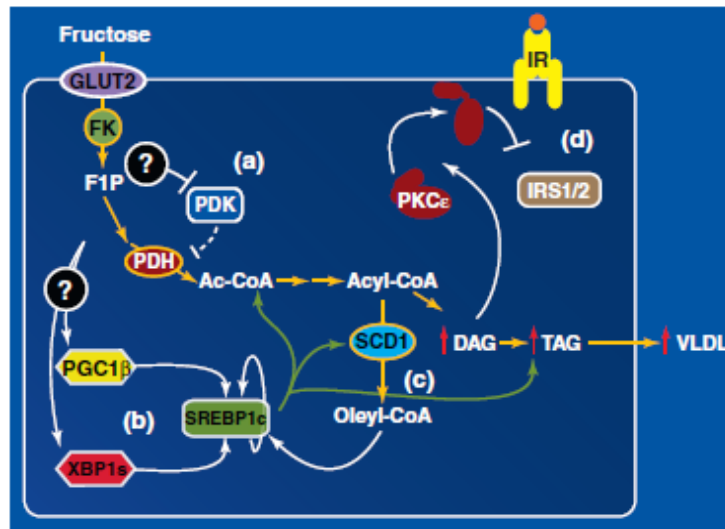 Fructose
GLUT2
IR
FK
?
(a)
(d)
F1P
PDK
PKCε
IRS1/2
PDH
Ac-CoA
Acyl-CoA
?
SCD1
DAG
TAG
VLDL
PGC1β
(c)
(b)
SREBP1c
Oleyl-CoA
XBP1s